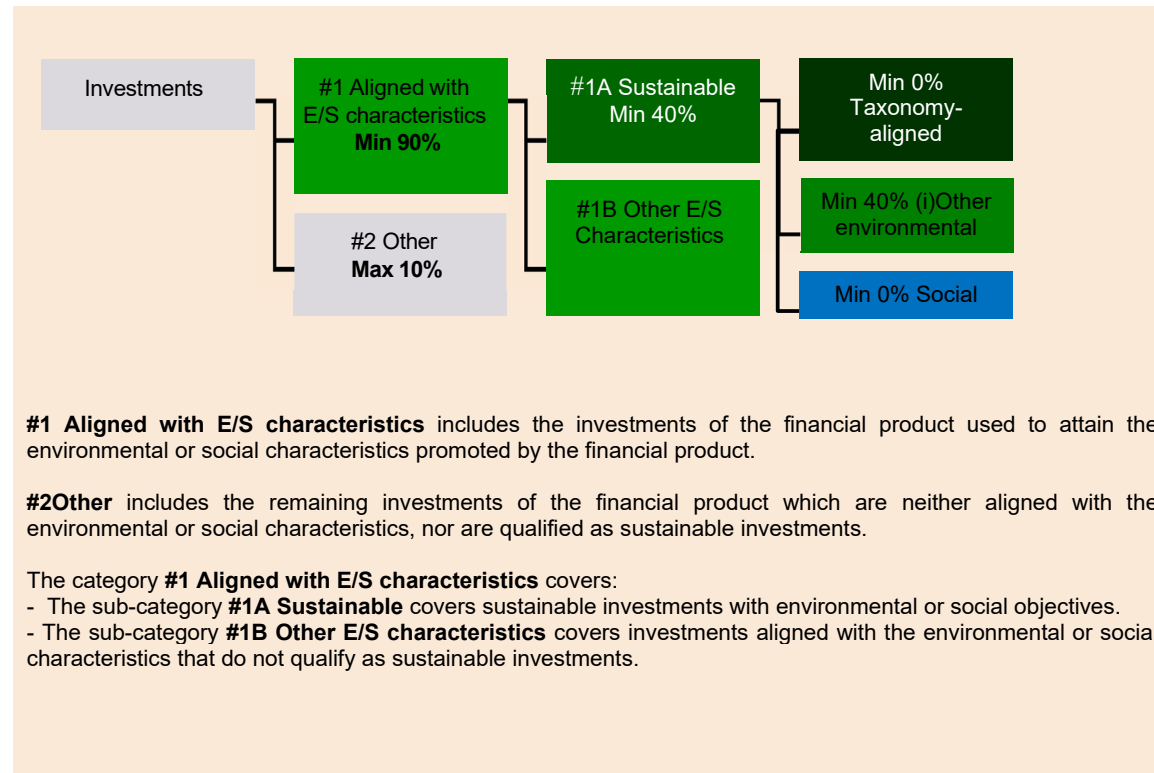 Investments
#1 Aligned with
E/S characteristics
Min 90%
#2 Other
Max 10%
#1A Sustainable
Min 40%
#1B Other E/S
Characteristics
Min 0%
Taxonomy-
aligned
Min 40% (i)Other
environmental
Min 0% Social
#1 Aligned with E/S characteristics includes the investments of the financial product used to attain the
environmental or social characteristics promoted by the financial product.
#2Other includes the remaining investments of the financial product which are neither aligned with the
environmental or social characteristics, nor are qualified as sustainable investments.
The category #1 Aligned with E/S characteristics covers:
- The sub-category #1A Sustainable covers sustainable investments with environmental or social objectives.
- The sub-category #1B Other E/S characteristics covers investments aligned with the environmental or social
characteristics that do not qualify as sustainable investments.